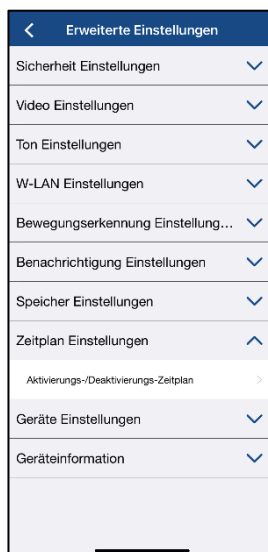 Erweiterte Einstellungen
Sicherheit Einstellungen
Video Einstellungen
Ton Einstellungen
W-LAN Einstellungen
Bewegungserkennung Einstellung...
Benachrichtigung Einstellungen
Speicher Einstellungen
Zeitplan Einstellungen
Aktivierungs-/Deaktivierungs-Zeitplan
Geräte Einstellungen
Geräteinformation